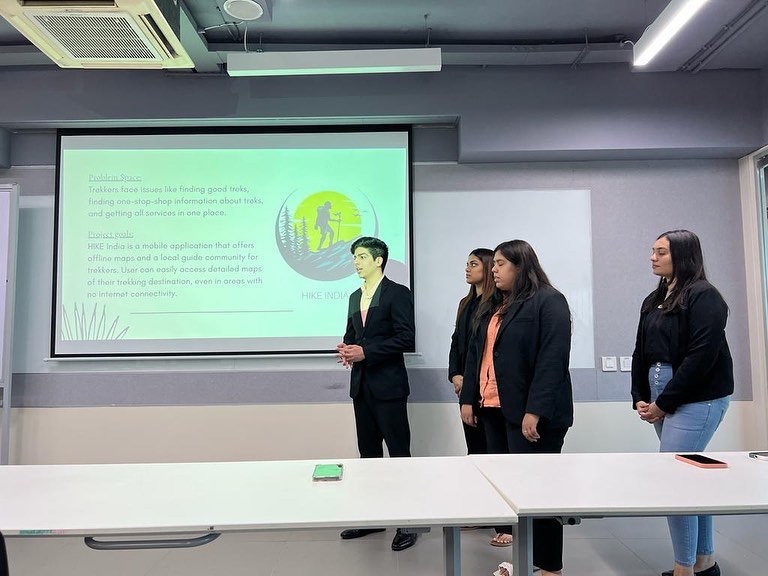 Problem Space:
Trekkers face issues like finding good treks,
finding one-stop-shop information about treks,
and getting all services in one place.
Project goals:
HIKE India is a mobile application that offers
offline maps and a local guide community for
trekkers. User can easily access detailed maps
of their trekking destination, even in areas with
no internet connectivity.
HIKE INDIA